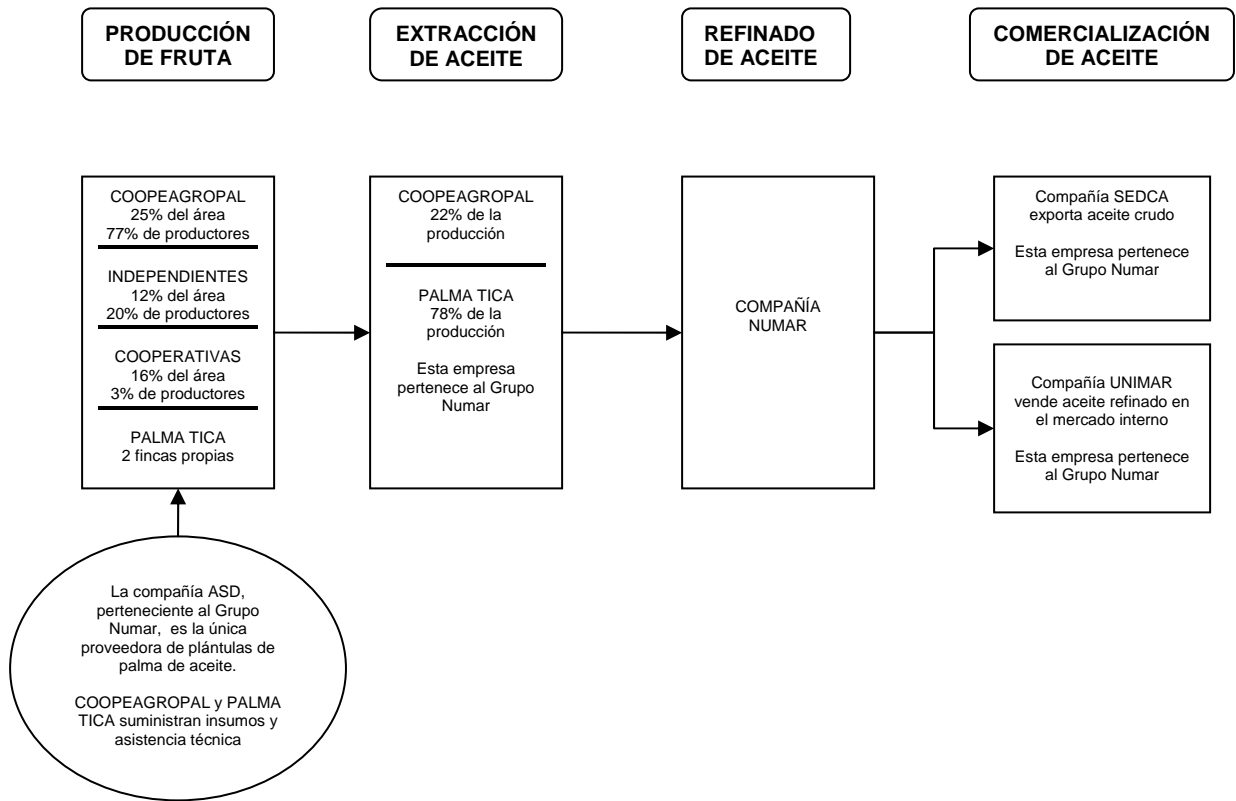 PRODUCCIÓN
DE FRUTA
EXTRACCIÓN
DE ACEITE
REFINADO
DE ACEITE
COMERCIALIZACIÓN
DE ACEITE
COOPEAGROPAL
25% del área
77% de productores
INDEPENDIENTES
12% del área
20% de productores
COOPERATIVAS
16% del área
3% de productores
PALMA TICA
2 fincas propias
COOPEAGROPAL
22% de la
producción
PALMA TICA
78% de la
producción
Esta empresa
pertenece al Grupo
Numar
COMPAÑÍA
NUMAR
Compañía SEDCA
exporta aceite crudo
Esta empresa pertenece
al Grupo Numar
Compañía UNIMAR
vende aceite refinado en
el mercado interno
Esta empresa pertenece
al Grupo Numar
La compañía ASD,
perteneciente al Grupo
Numar, es la única
proveedora de plántulas de
palma de aceite.
COOPEAGROPAL y PALMA
TICA suministran insumos y
asistencia técnica